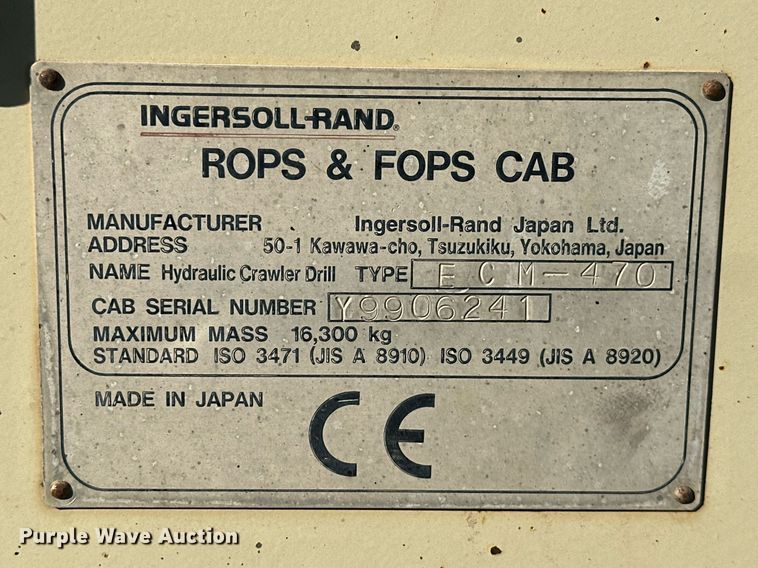 INGERSOLL-RAND®
ROPS & FOPS CAB
MANUFACTURER Ingersoll-Rand Japan Ltd.
ADDRESS 50-1 Kawawa-cho, Tsuzukiku, Yokohama, Japan
NAME Hydraulic Crawler Drill TYPE ECM-470
CAB SERIAL NUMBER Y9906241
MAXIMUM MASS 16,300 kg
STANDARD ISO 3471 (JIS A 8910) ISO 3449 (JIS A 8920)
MADE IN JAPAN CE
Purple Wave Auction